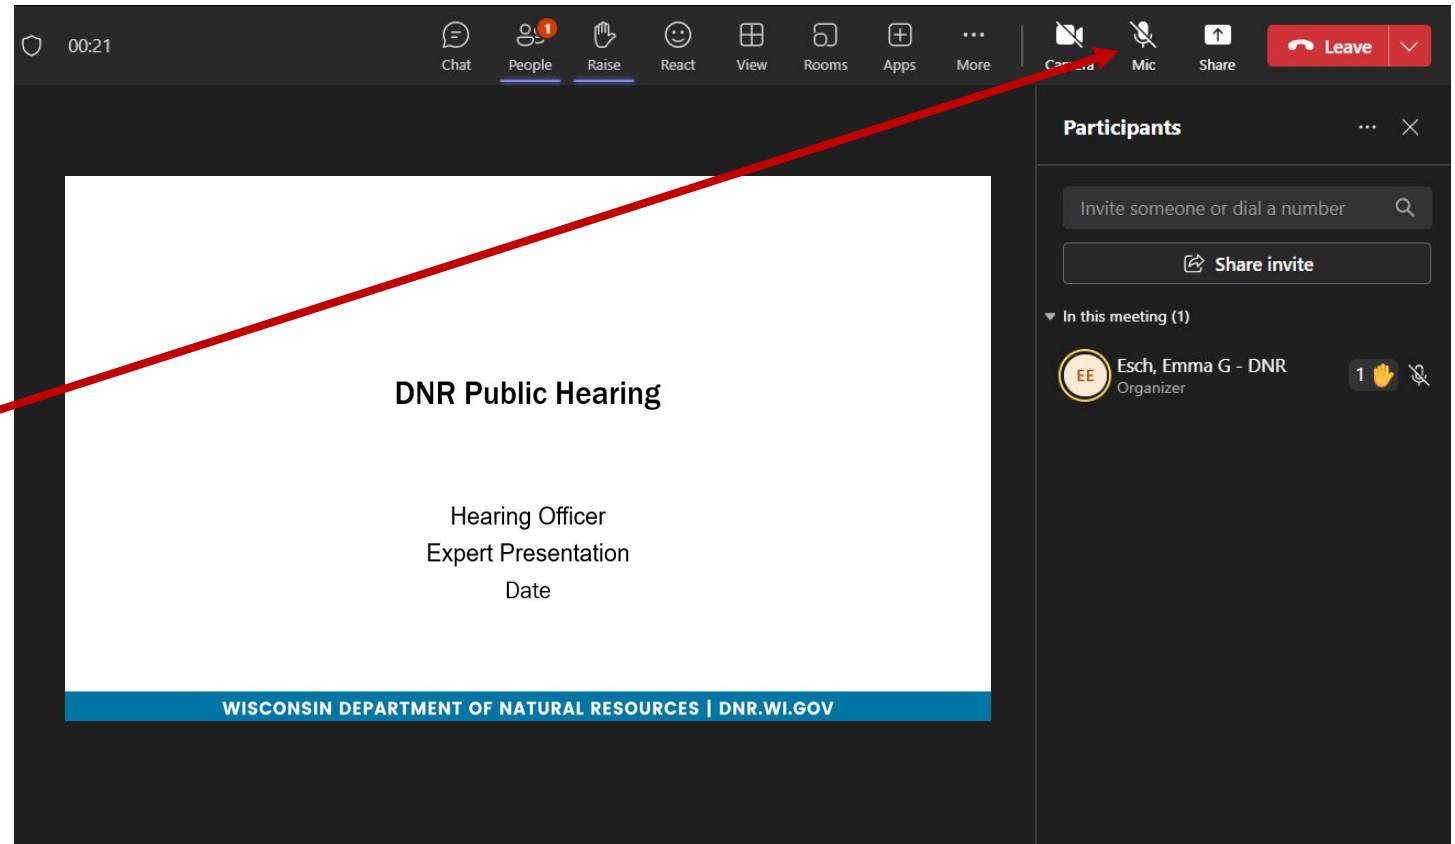 00:21
Chat
People
1
Raise
React
View
Rooms
Apps
More
Camera
Mic
Share
Leave
Participants
Invite someone or dial a number
Share invite
In this meeting (1)
EE
Esch, Emma G - DNR
Organizer
1
DNR Public Hearing
Hearing Officer
Expert Presentation
Date
WISCONSIN DEPARTMENT OF NATURAL RESOURCES | DNR.WI.GOV